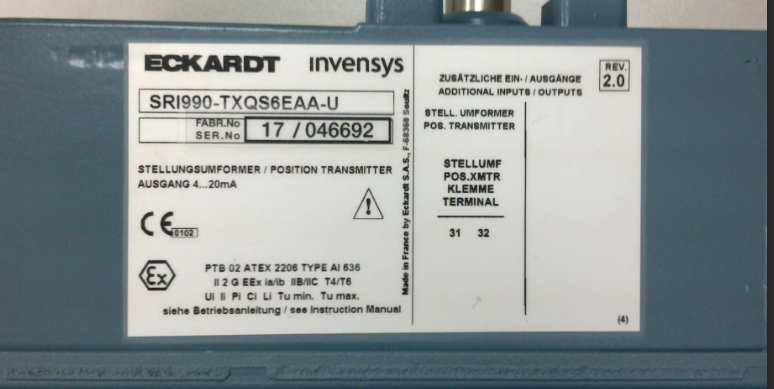 ECKARDT invensys
SRI990-TXQS6EAA-U
FABR.No
SER.No
17 / 046692
STELLUNGSUMFORMER / POSITION TRANSMITTER
AUSGANG 4...20mA
CE 0102
Ex
PTB 02 ATEX 2206 TYPE AI 636
II 2 G EEx ia/ib IIB/IIC T4/T6
Ui Ii Pi Ci Li Tu min. Tu max.
siehe Betriebsanleitung / see Instruction Manual
Made in France by Eckardt S.A.S., F-68360 Soultz
ZUSÄTZLICHE EIN- / AUSGÄNGE
ADDITIONAL INPUTS / OUTPUTS
REV.
2.0
STELL. UMFORMER
POS. TRANSMITTER
STELLUMF
POS.XMTR
KLEMME
TERMINAL
31 32
(4)